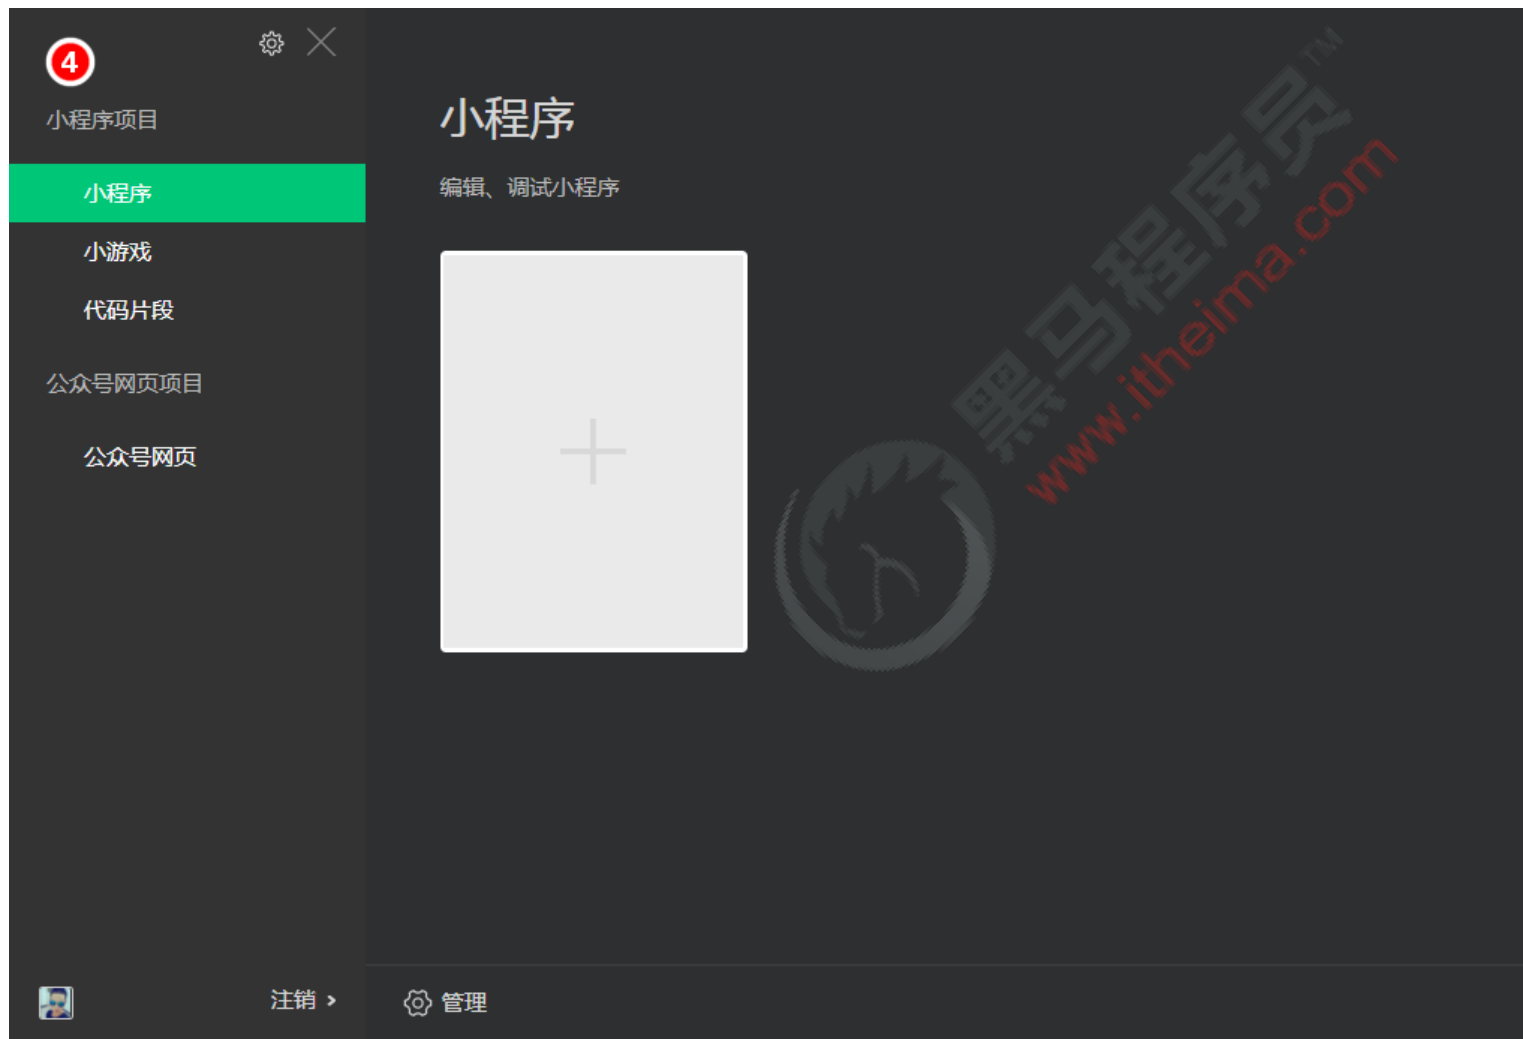 4
小程序项目
小程序
小游戏
代码片段
公众号网页项目
公众号网页
注销 ›
小程序
编辑、调试小程序
管理
黑马程序员™
www.itheima.com